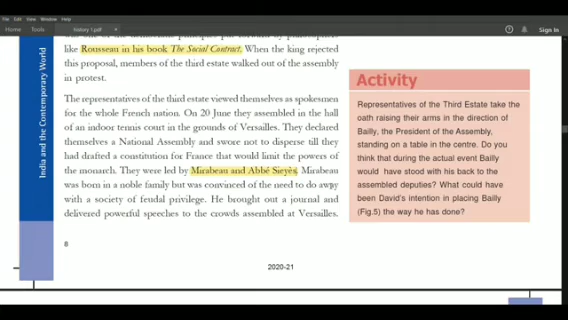 File Edit View Window Help
Home Tools history 1.pdf × Sign In
like Rousseau in his book The Social Contract. When the king rejected
this proposal, members of the third estate walked out of the assembly
in protest.
The representatives of the third estate viewed themselves as spokesmen
for the whole French nation. On 20 June they assembled in the hall
of an indoor tennis court in the grounds of Versailles. They declared
themselves a National Assembly and swore not to disperse till they
had drafted a constitution for France that would limit the powers of
the monarch. They were led by Mirabeau and Abbé Sieyès. Mirabeau
was born in a noble family but was convinced of the need to do away
with a society of feudal privilege. He brought out a journal and
delivered powerful speeches to the crowds assembled at Versailles.
8
2020-21
India and the Contemporary World
Activity
Representatives of the Third Estate take the
oath raising their arms in the direction of
Bailly, the President of the Assembly,
standing on a table in the centre. Do you
think that during the actual event Bailly
would have stood with his back to the
assembled deputies? What could have
been David's intention in placing Bailly
(Fig.5) the way he has done?